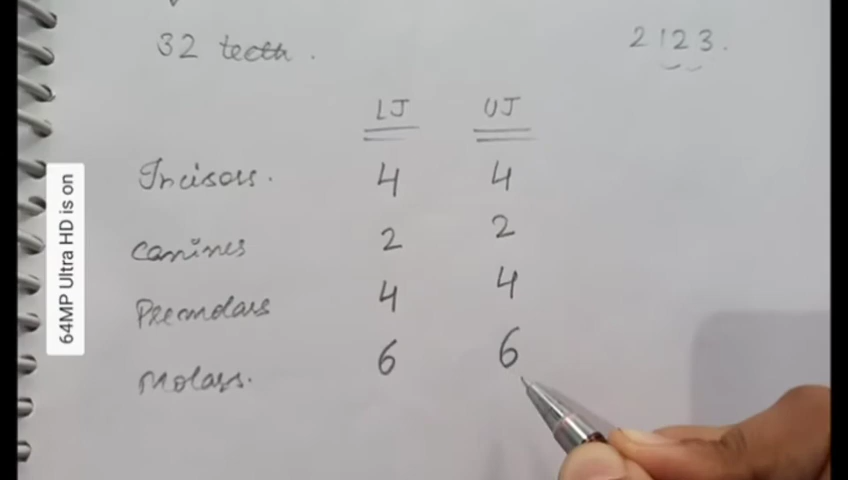 32 teeth.
2123.
LJ UJ
Incisors. 4 4
Canines 2 2
Premolars 4 4
Molars. 6 6
64MP Ultra HD is on